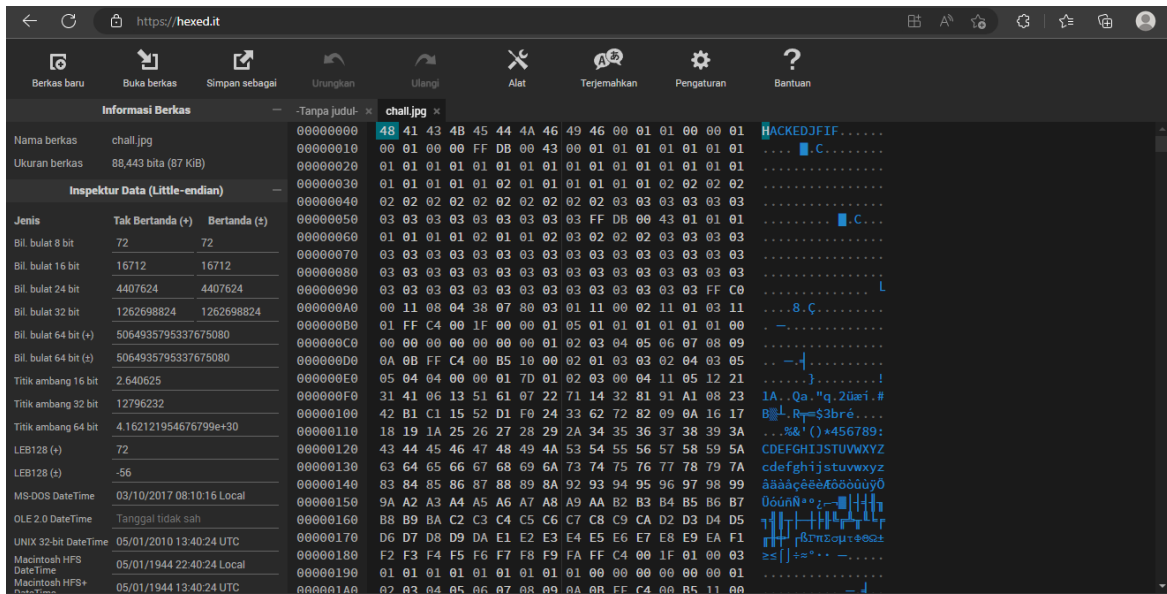 https://hexed.it
Berkas baru Buka berkas Simpan sebagai Urungkan Ulangi Alat Terjemahkan Pengaturan Bantuan
Informasi Berkas
Nama berkas chall.jpg
Ukuran berkas 88,443 bita (87 KiB)
Inspektur Data (Little-endian)
Jenis Tak Bertanda (+) Bertanda (±)
Bil. bulat 8 bit 72 72
Bil. bulat 16 bit 16712 16712
Bil. bulat 24 bit 4407624 4407624
Bil. bulat 32 bit 1262698824 1262698824
Bil. bulat 64 bit (+) 5064935795337675080
Bil. bulat 64 bit (±) 5064935795337675080
Titik ambang 16 bit 2.640625
Titik ambang 32 bit 12796232
Titik ambang 64 bit 4.162121954676799e+30
LEB128 (+) 72
LEB128 (±) -56
MS-DOS DateTime 03/10/2017 08:10:16 Local
OLE 2.0 DateTime Tanggal tidak sah
UNIX 32-bit DateTime 05/01/2010 13:40:24 UTC
Macintosh HFS DateTime 05/01/1944 22:40:24 Local
Macintosh HFS+ DateTime 05/01/1944 13:40:24 UTC
-Tanpa judul- × chall.jpg ×
00000000 48 41 43 4B 45 44 4A 46 49 46 00 01 01 00 00 01 HACKEDJFIF......
00000010 00 01 00 00 FF DB 00 43 00 01 01 01 01 01 01 01 .... █.C........
00000020 01 01 01 01 01 01 01 01 01 01 01 01 01 01 01 01 ................
00000030 01 01 01 01 01 02 01 01 01 01 01 01 02 02 02 02 ................
00000040 02 02 02 02 02 02 02 02 02 02 03 03 03 03 03 03 ................
00000050 03 03 03 03 03 03 03 03 03 FF DB 00 43 01 01 01 ......... █.C...
00000060 01 01 01 01 02 01 01 02 03 02 02 02 03 03 03 03 ................
00000070 03 03 03 03 03 03 03 03 03 03 03 03 03 03 03 03 ................
00000080 03 03 03 03 03 03 03 03 03 03 03 03 03 03 03 03 ................
00000090 03 03 03 03 03 03 03 03 03 03 03 03 03 03 FF C0 .............. └
000000A0 00 11 08 04 38 07 80 03 01 11 00 02 11 01 03 11 ....8.Ç.........
000000B0 01 FF C4 00 1F 00 00 01 05 01 01 01 01 01 01 00 . ─.............
000000C0 00 00 00 00 00 00 00 01 02 03 04 05 06 07 08 09 ................
000000D0 0A 0B FF C4 00 B5 10 00 02 01 03 03 02 04 03 05 .. ─.╡..........
000000E0 05 04 04 00 00 01 7D 01 02 03 00 04 11 05 12 21 ......}........!
000000F0 31 41 06 13 51 61 07 22 71 14 32 81 91 A1 08 23 1A..Qa."q.2üæí.#
00000100 42 B1 C1 15 52 D1 F0 24 33 62 72 82 09 0A 16 17 B▒┴.R╤≡$3bré....
00000110 18 19 1A 25 26 27 28 29 2A 34 35 36 37 38 39 3A ...%&'()*456789:
00000120 43 44 45 46 47 48 49 4A 53 54 55 56 57 58 59 5A CDEFGHIJSTUVWXYZ
00000130 63 64 65 66 67 68 69 6A 73 74 75 76 77 78 79 7A cdefghijstuvwxyz
00000140 83 84 85 86 87 88 89 8A 92 93 94 95 96 97 98 99 âäàåçêëèÆôöòûùÿÖ
00000150 9A A2 A3 A4 A5 A6 A7 A8 A9 AA B2 B3 B4 B5 B6 B7 ÜóúñÑªº¿⌐¬▓│┤╡╢╖
00000160 B8 B9 BA C2 C3 C4 C5 C6 C7 C8 C9 CA D2 D3 D4 D5 ╕╣║┬├─┼╞╟╚╔╩╥╙╘╒
00000170 D6 D7 D8 D9 DA E1 E2 E3 E4 E5 E6 E7 E8 E9 EA F1 ╓╫╪┘┌ßΓπΣσµτΦΘΩ±
00000180 F2 F3 F4 F5 F6 F7 F8 F9 FA FF C4 00 1F 01 00 03 ≥≤⌠⌡÷≈°∙· ─.....
00000190 01 01 01 01 01 01 01 01 01 00 00 00 00 00 00 01 ................
000001A0 02 03 04 05 06 07 08 09 0A 0B FF C4 00 B5 11 00